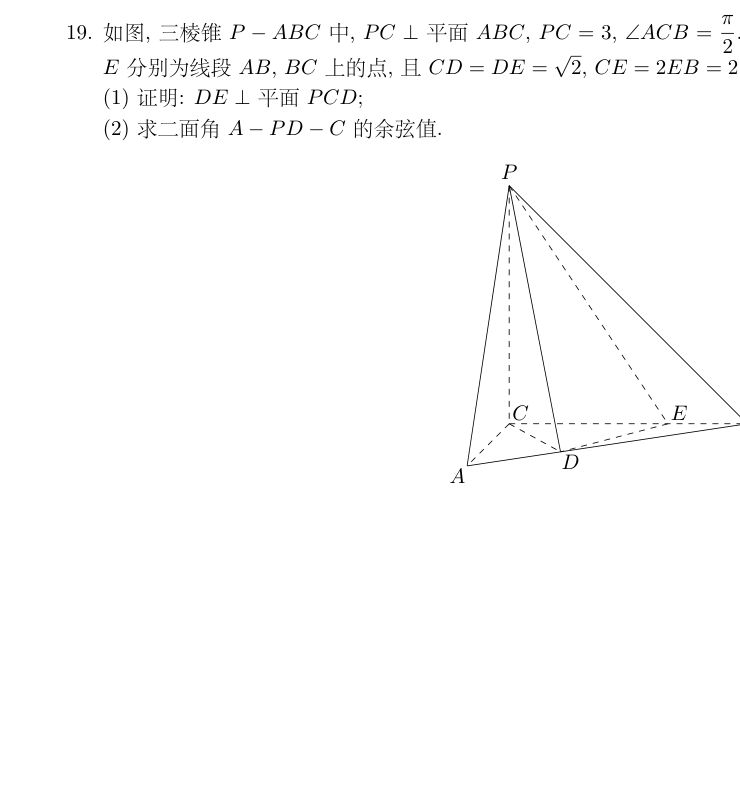 19. 如图, 三棱锥 P − ABC 中, PC ⊥ 平面 ABC, PC = 3, ∠ACB = π/2.
E 分别为线段 AB, BC 上的点, 且 CD = DE = √2, CE = 2EB = 2
(1) 证明: DE ⊥ 平面 PCD;
(2) 求二面角 A − PD − C 的余弦值.
P
C
E
D
A